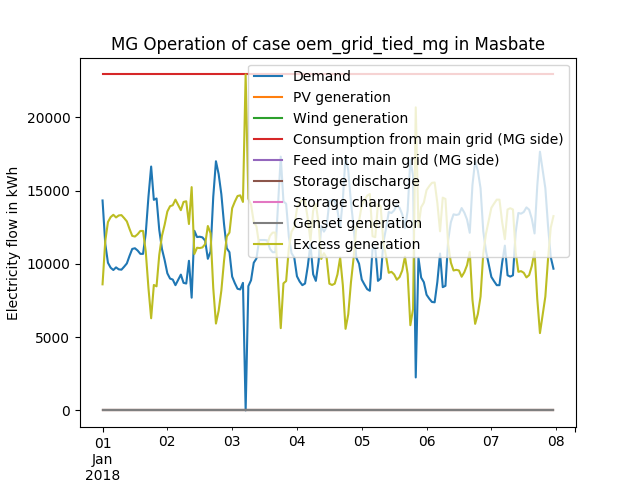 MG Operation of case oem_grid_tied_mg in Masbate
Electricity flow in kWh
20000
15000
10000
5000
0
Demand
PV generation
Wind generation
Consumption from main grid (MG side)
Feed into main grid (MG side)
Storage discharge
Storage charge
Genset generation
Excess generation
01 02 03 04 05 06 07 08
Jan
2018